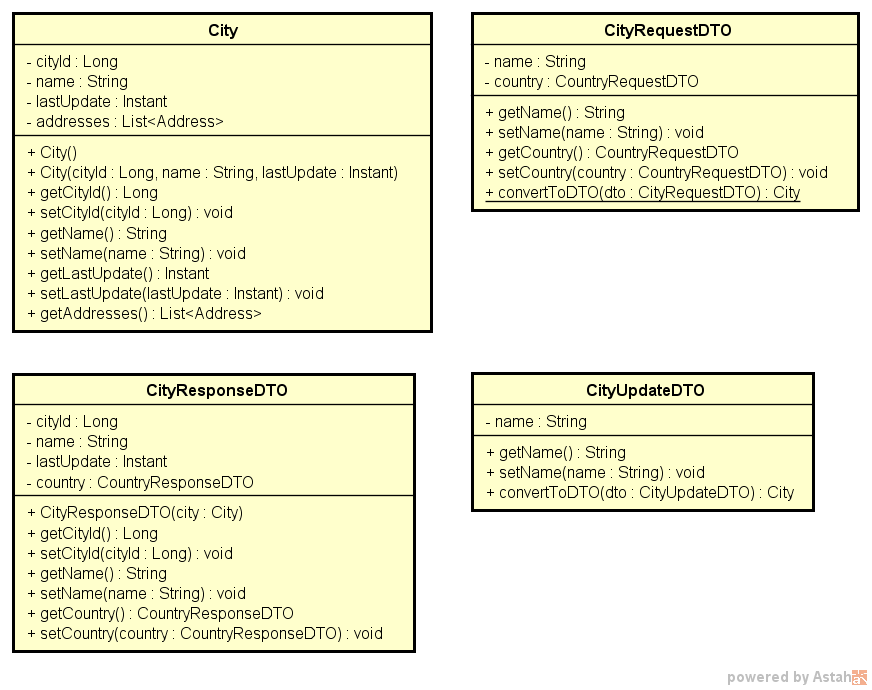 City
- cityId : Long
- name : String
- lastUpdate : Instant
- addresses : List<Address>
+ City()
+ City(cityId : Long, name : String, lastUpdate : Instant)
+ getCityId() : Long
+ setCityId(cityId : Long) : void
+ getName() : String
+ setName(name : String) : void
+ getLastUpdate() : Instant
+ setLastUpdate(lastUpdate : Instant) : void
+ getAddresses() : List<Address>
CityRequestDTO
- name : String
- country : CountryRequestDTO
+ getName() : String
+ setName(name : String) : void
+ getCountry() : CountryRequestDTO
+ setCountry(country : CountryRequestDTO) : void
+ convertToDTO(dto : CityRequestDTO) : City
CityResponseDTO
- cityId : Long
- name : String
- lastUpdate : Instant
- country : CountryResponseDTO
+ CityResponseDTO(city : City)
+ getCityId() : Long
+ setCityId(cityId : Long) : void
+ getName() : String
+ setName(name : String) : void
+ getCountry() : CountryResponseDTO
+ setCountry(country : CountryResponseDTO) : void
CityUpdateDTO
- name : String
+ getName() : String
+ setName(name : String) : void
+ convertToDTO(dto : CityUpdateDTO) : City
powered by Astah